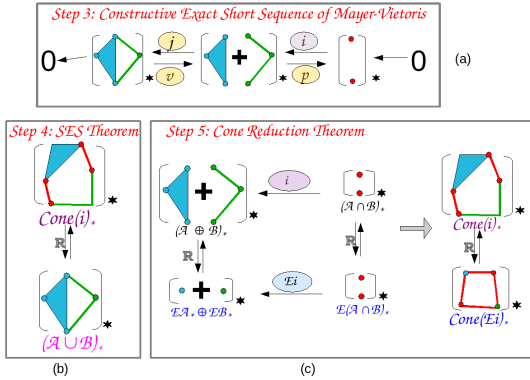 Step 3: Constructive Exact Short Sequence of Mayer-Vietoris
0 * j v + * i p * 0 (a)
Step 4: SES Theorem
* Cone(i)*
ℝ
* (A ∪ B)*
(b)
Step 5: Cone Reduction Theorem
+ * i * *
(A ⊕ B)* (A ∩ B)* Cone(i)*
ℝ ℝ ℝ
+ * Ei * *
EA* ⊕ EB* E(A ∩ B)* Cone(Ei)*
(c)